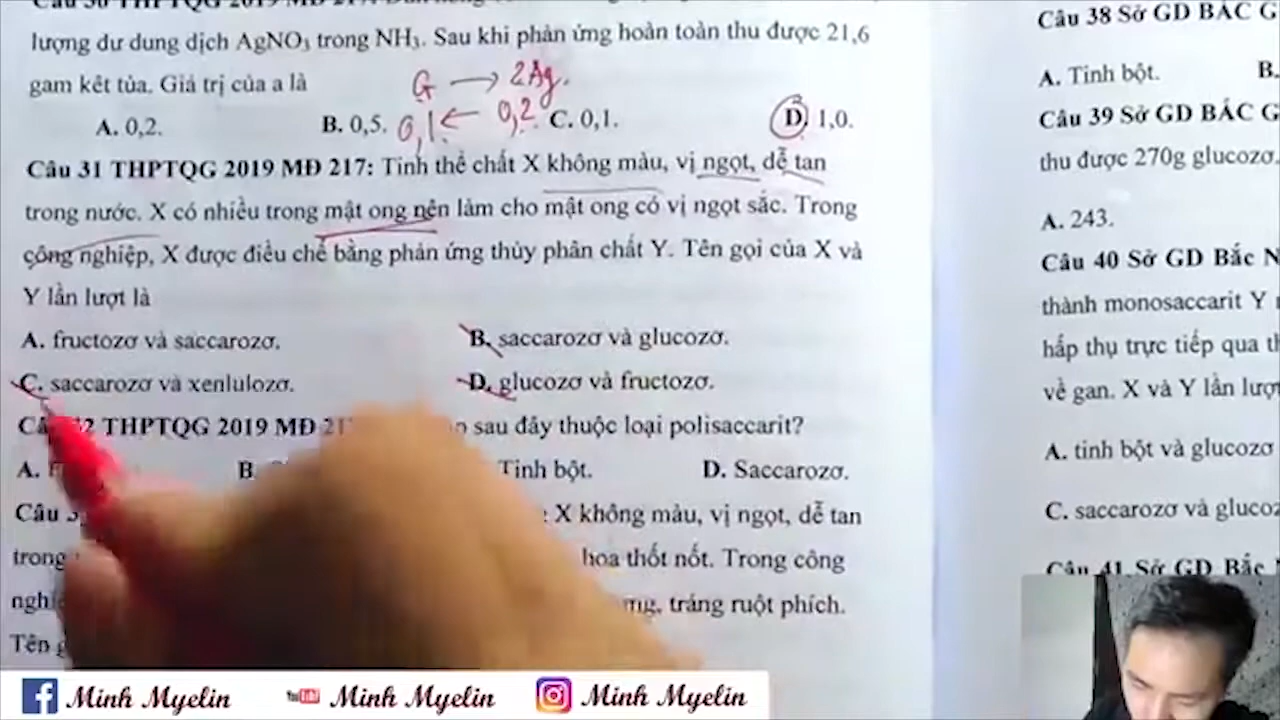 lượng dư dung dịch AgNO3 trong NH3. Sau khi phản ứng hoàn toàn thu được 21,6
gam kết tủa. Giá trị của a là
G → 2Ag.
0,1 ← 0,2
A. 0,2. B. 0,5. C. 0,1. D. 1,0.
Câu 31 THPTQG 2019 MĐ 217: Tinh thể chất X không màu, vị ngọt, dễ tan
trong nước. X có nhiều trong mật ong nên làm cho mật ong có vị ngọt sắc. Trong
công nghiệp, X được điều chế bằng phản ứng thủy phân chất Y. Tên gọi của X và
Y lần lượt là
A. fructozơ và saccarozơ. B. saccarozơ và glucozơ.
C. saccarozơ và xenlulozơ. D. glucozơ và fructozơ.
THPTQG 2019 MĐ sau đây thuộc loại polisaccarit?
A. B. Tinh bột. D. Saccarozơ.
Câu X không màu, vị ngọt, dễ tan
trong hoa thốt nốt. Trong công
tráng ruột phích.
Tên
Câu 38 Sở GD BẮC G
A. Tinh bột. B.
Câu 39 Sở GD BẮC G
thu được 270g glucozơ.
A. 243.
Câu 40 Sở GD Bắc N
thành monosaccarit Y
hấp thụ trực tiếp qua
về gan. X và Y lần lượt
A. tinh bột và glucozơ
C. saccarozơ và
Câu 41 Sở GD Bắc
Minh Myelin Minh Myelin Minh Myelin